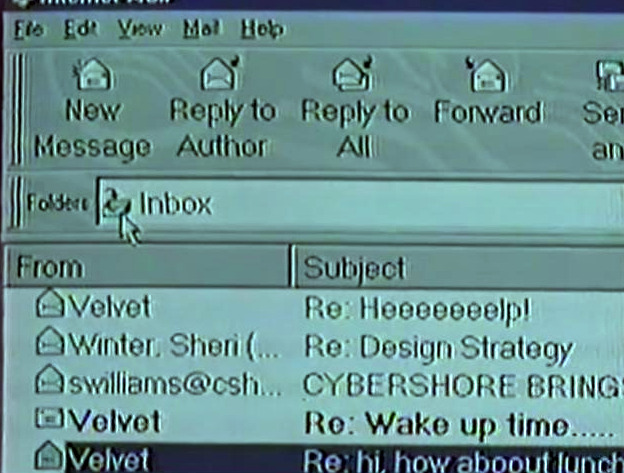 File Edit View Mail Help
New Message Reply to Author Reply to All Forward
Folders Inbox
From Subject
Velvet Re: Heeeeeeelp!
Winter, Sheri (... Re: Design Strategy
swilliams@csh... CYBERSHORE BRINGS
Velvet Re: Wake up time.....
Velvet Re: hi, how aboout lunch